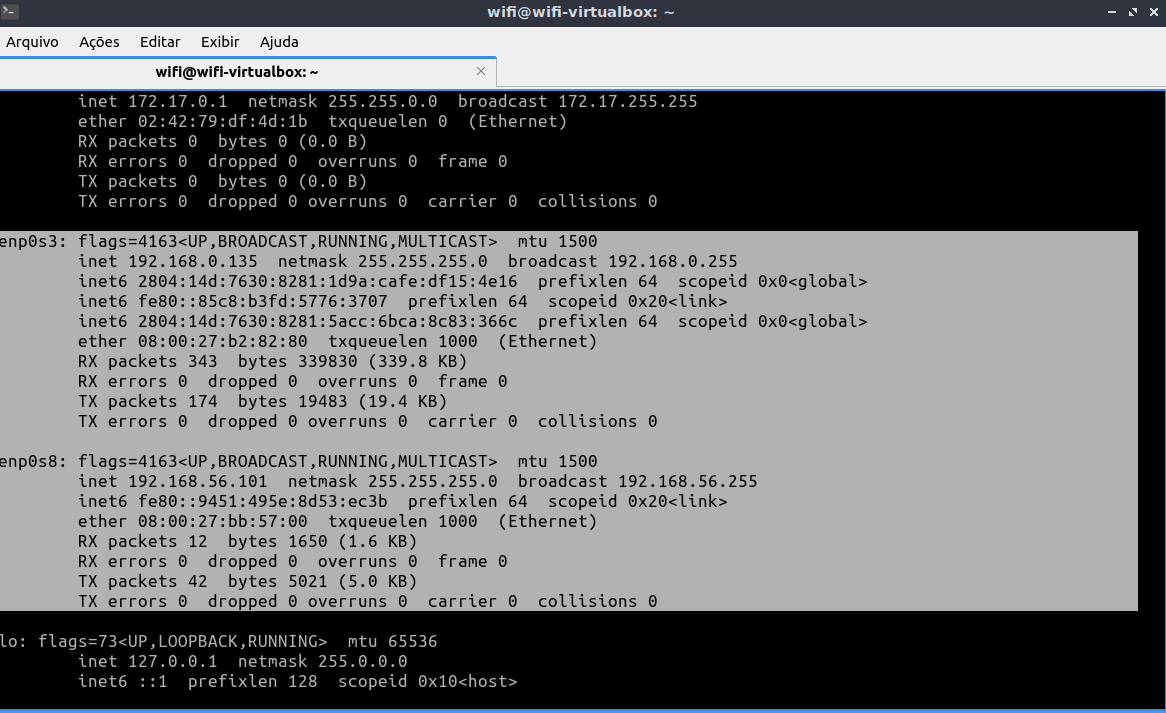 wifi@wifi-virtualbox: ~
Arquivo Ações Editar Exibir Ajuda
wifi@wifi-virtualbox: ~
inet 172.17.0.1  netmask 255.255.0.0  broadcast 172.17.255.255
ether 02:42:79:df:4d:1b  txqueuelen 0  (Ethernet)
RX packets 0  bytes 0 (0.0 B)
RX errors 0  dropped 0  overruns 0  frame 0
TX packets 0  bytes 0 (0.0 B)
TX errors 0  dropped 0 overruns 0  carrier 0  collisions 0
enp0s3: flags=4163<UP,BROADCAST,RUNNING,MULTICAST>  mtu 1500
inet 192.168.0.135  netmask 255.255.255.0  broadcast 192.168.0.255
inet6 2804:14d:7630:8281:1d9a:cafe:df15:4e16  prefixlen 64  scopeid 0x0<global>
inet6 fe80::85c8:b3fd:5776:3707  prefixlen 64  scopeid 0x20<link>
inet6 2804:14d:7630:8281:5acc:6bca:8c83:366c  prefixlen 64  scopeid 0x0<global>
ether 08:00:27:b2:82:80  txqueuelen 1000  (Ethernet)
RX packets 343  bytes 339830 (339.8 KB)
RX errors 0  dropped 0  overruns 0  frame 0
TX packets 174  bytes 19483 (19.4 KB)
TX errors 0  dropped 0 overruns 0  carrier 0  collisions 0
enp0s8: flags=4163<UP,BROADCAST,RUNNING,MULTICAST>  mtu 1500
inet 192.168.56.101  netmask 255.255.255.0  broadcast 192.168.56.255
inet6 fe80::9451:495e:8d53:ec3b  prefixlen 64  scopeid 0x20<link>
ether 08:00:27:bb:57:00  txqueuelen 1000  (Ethernet)
RX packets 12  bytes 1650 (1.6 KB)
RX errors 0  dropped 0  overruns 0  frame 0
TX packets 42  bytes 5021 (5.0 KB)
TX errors 0  dropped 0 overruns 0  carrier 0  collisions 0
lo: flags=73<UP,LOOPBACK,RUNNING>  mtu 65536
inet 127.0.0.1  netmask 255.0.0.0
inet6 ::1  prefixlen 128  scopeid 0x10<host>